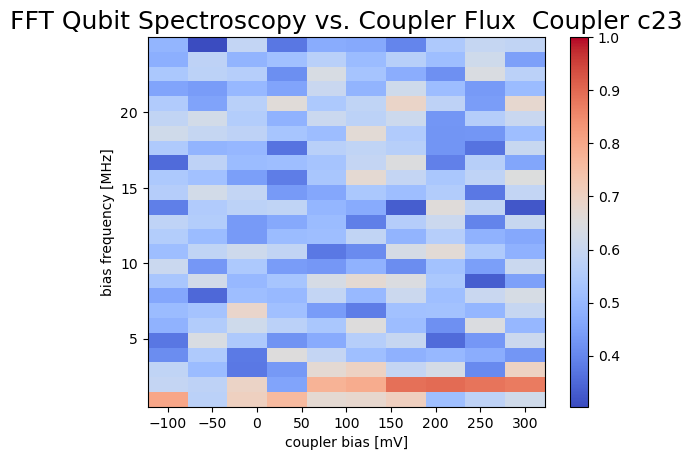 FFT Qubit Spectroscopy vs. Coupler Flux  Coupler c23
bias frequency [MHz]
20
15
10
5
−100 −50 0 50 100 150 200 250 300
coupler bias [mV]
1.0
0.9
0.8
0.7
0.6
0.5
0.4